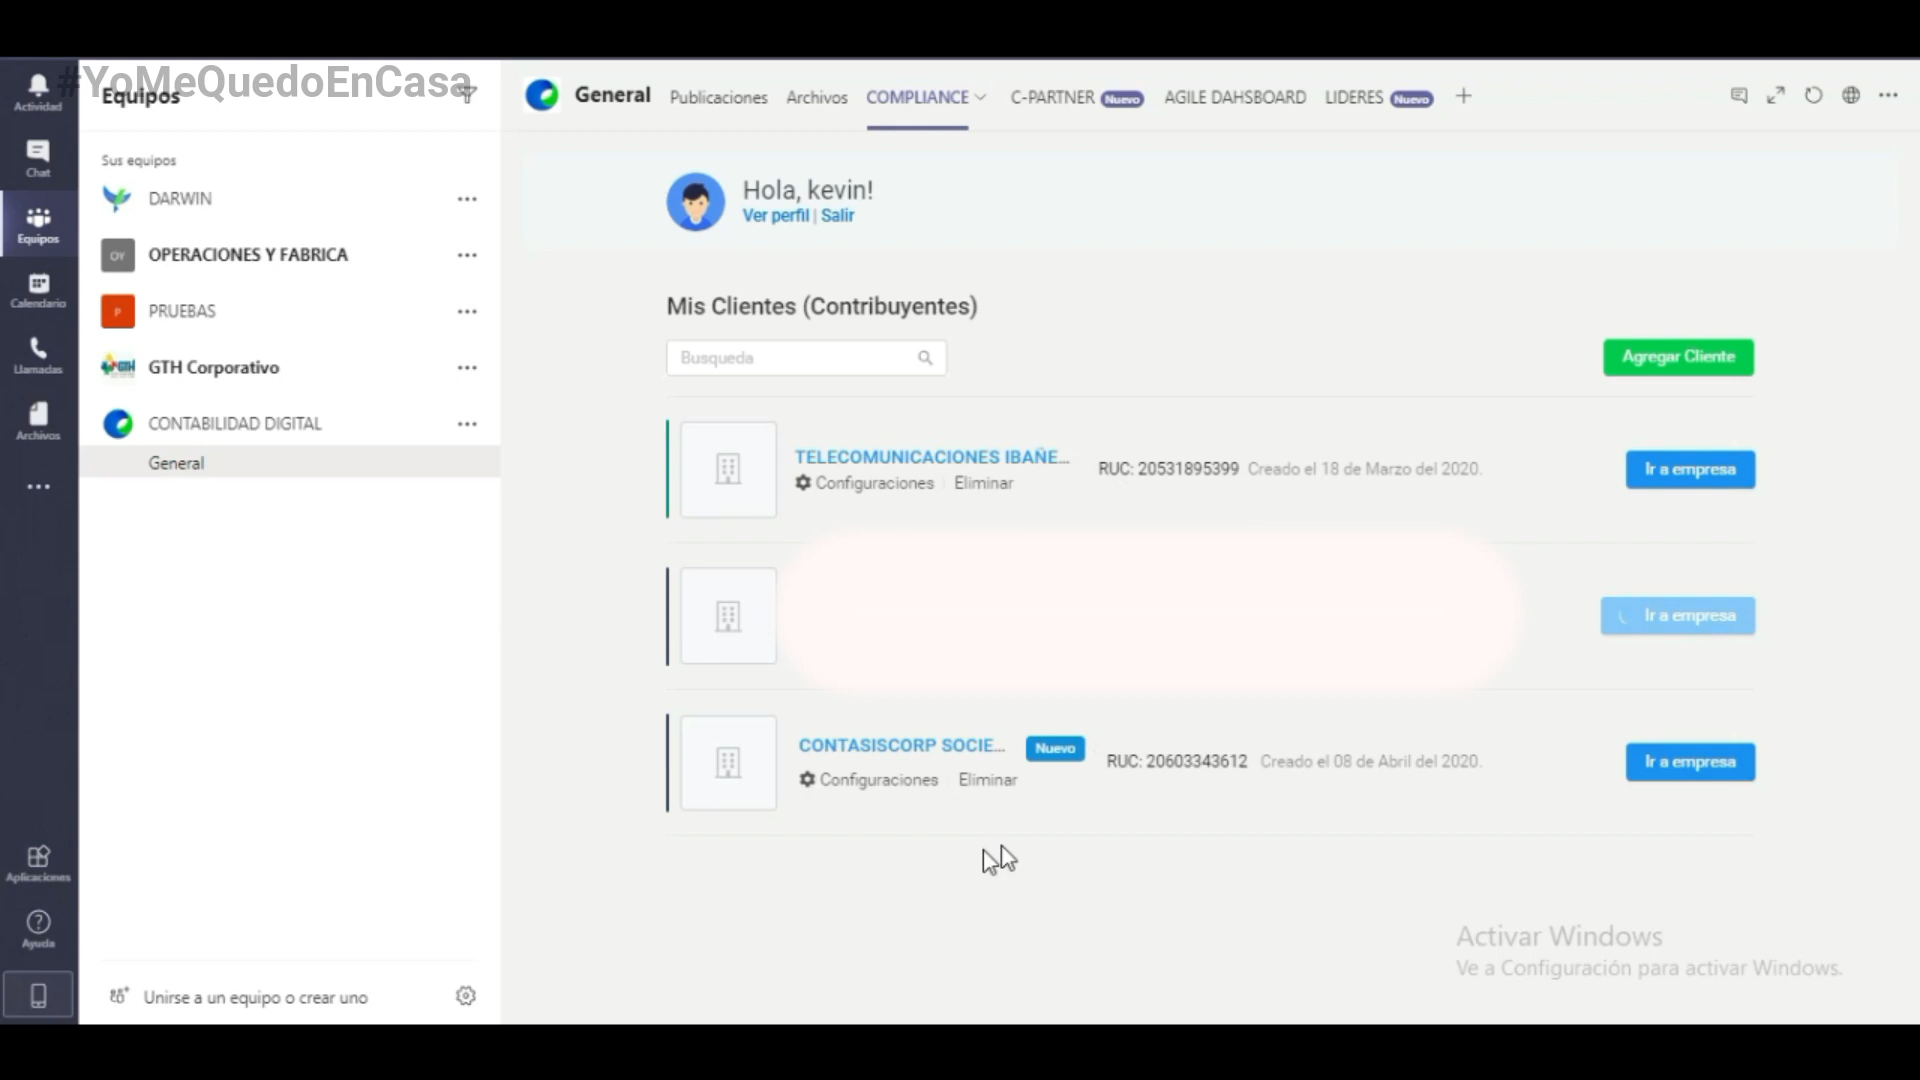 #YoMeQuedoEnCasa
Actividad
Chat
Equipos
Calendario
Llamadas
Archivos
Aplicaciones
Ayuda
Equipos
Sus equipos
DARWIN
OY OPERACIONES Y FABRICA
P PRUEBAS
GTH GTH Corporativo
CONTABILIDAD DIGITAL
General
Unirse a un equipo o crear uno
General Publicaciones Archivos COMPLIANCE C-PARTNER Nuevo AGILE DAHSBOARD LIDERES Nuevo
Hola, kevin!
Ver perfil | Salir
Mis Clientes (Contribuyentes)
Busqueda
Agregar Cliente
TELECOMUNICACIONES IBAÑE...
Configuraciones Eliminar
RUC: 20531895399 Creado el 18 de Marzo del 2020.
Ir a empresa
Ir a empresa
CONTASISCORP SOCIE... Nuevo
Configuraciones Eliminar
RUC: 20603343612 Creado el 08 de Abril del 2020.
Ir a empresa
Activar Windows
Ve a Configuración para activar Windows.